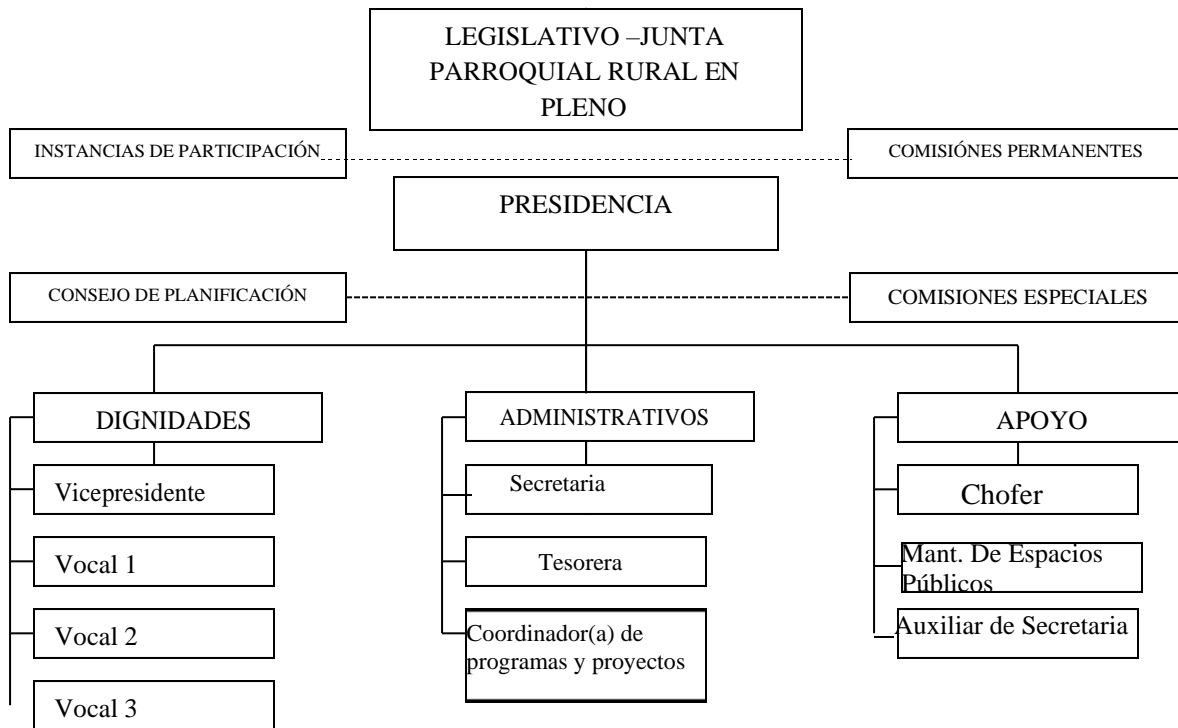 LEGISLATIVO –JUNTA
PARROQUIAL RURAL EN
PLENO
INSTANCIAS DE PARTICIPACIÓN
COMISIÓNES PERMANENTES
PRESIDENCIA
CONSEJO DE PLANIFICACIÓN
COMISIONES ESPECIALES
DIGNIDADES
Vicepresidente
Vocal 1
Vocal 2
Vocal 3
ADMINISTRATIVOS
Secretaria
Tesorera
Coordinador(a) de
programas y proyectos
APOYO
Chofer
Mant. De Espacios
Públicos
Auxiliar de Secretaria